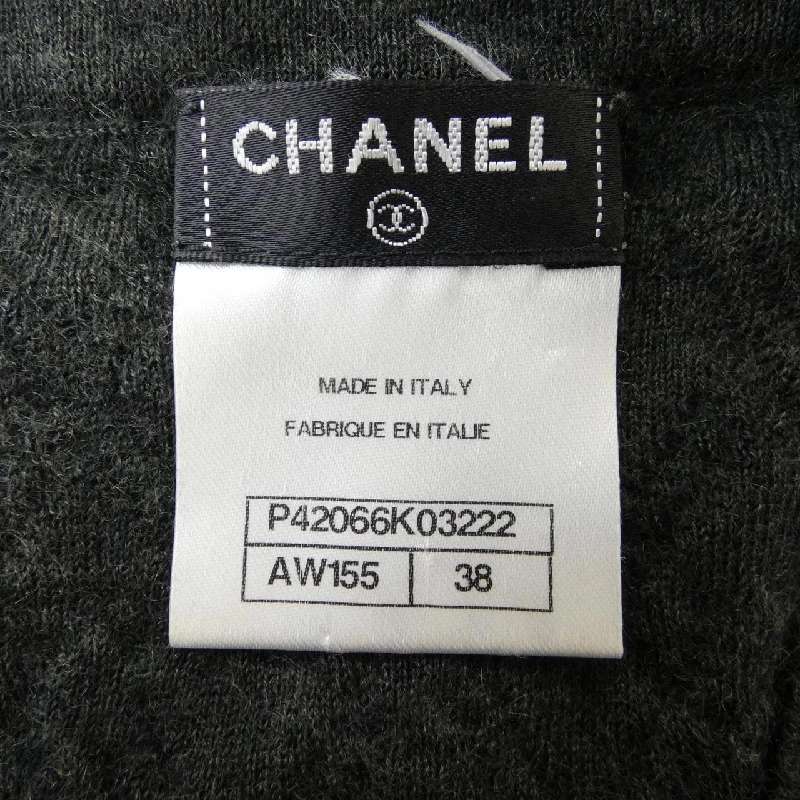 CHANEL
MADE IN ITALY
FABRIQUE EN ITALIE
P42066K03222
AW155 38